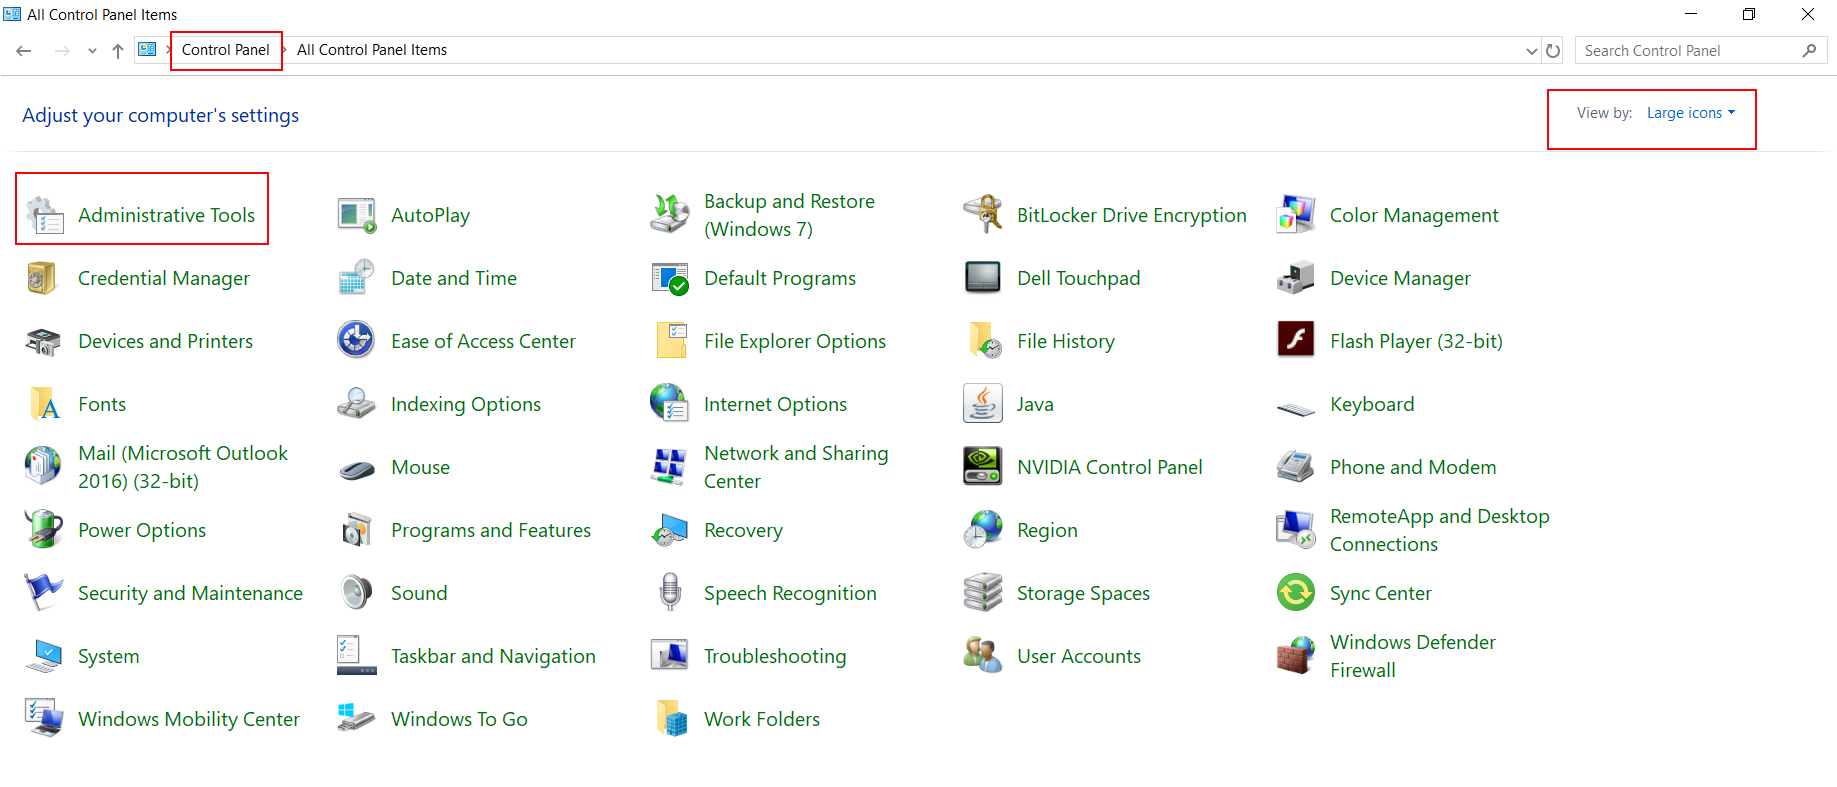 All Control Panel Items
Control Panel All Control Panel Items
Search Control Panel
Adjust your computer's settings
View by: Large icons
Administrative Tools
AutoPlay
Backup and Restore
(Windows 7)
BitLocker Drive Encryption
Color Management
Credential Manager
Date and Time
Default Programs
Dell Touchpad
Device Manager
Devices and Printers
Ease of Access Center
File Explorer Options
File History
Flash Player (32-bit)
Fonts
Indexing Options
Internet Options
Java
Keyboard
Mail (Microsoft Outlook
2016) (32-bit)
Mouse
Network and Sharing
Center
NVIDIA Control Panel
Phone and Modem
Power Options
Programs and Features
Recovery
Region
RemoteApp and Desktop
Connections
Security and Maintenance
Sound
Speech Recognition
Storage Spaces
Sync Center
System
Taskbar and Navigation
Troubleshooting
User Accounts
Windows Defender
Firewall
Windows Mobility Center
Windows To Go
Work Folders